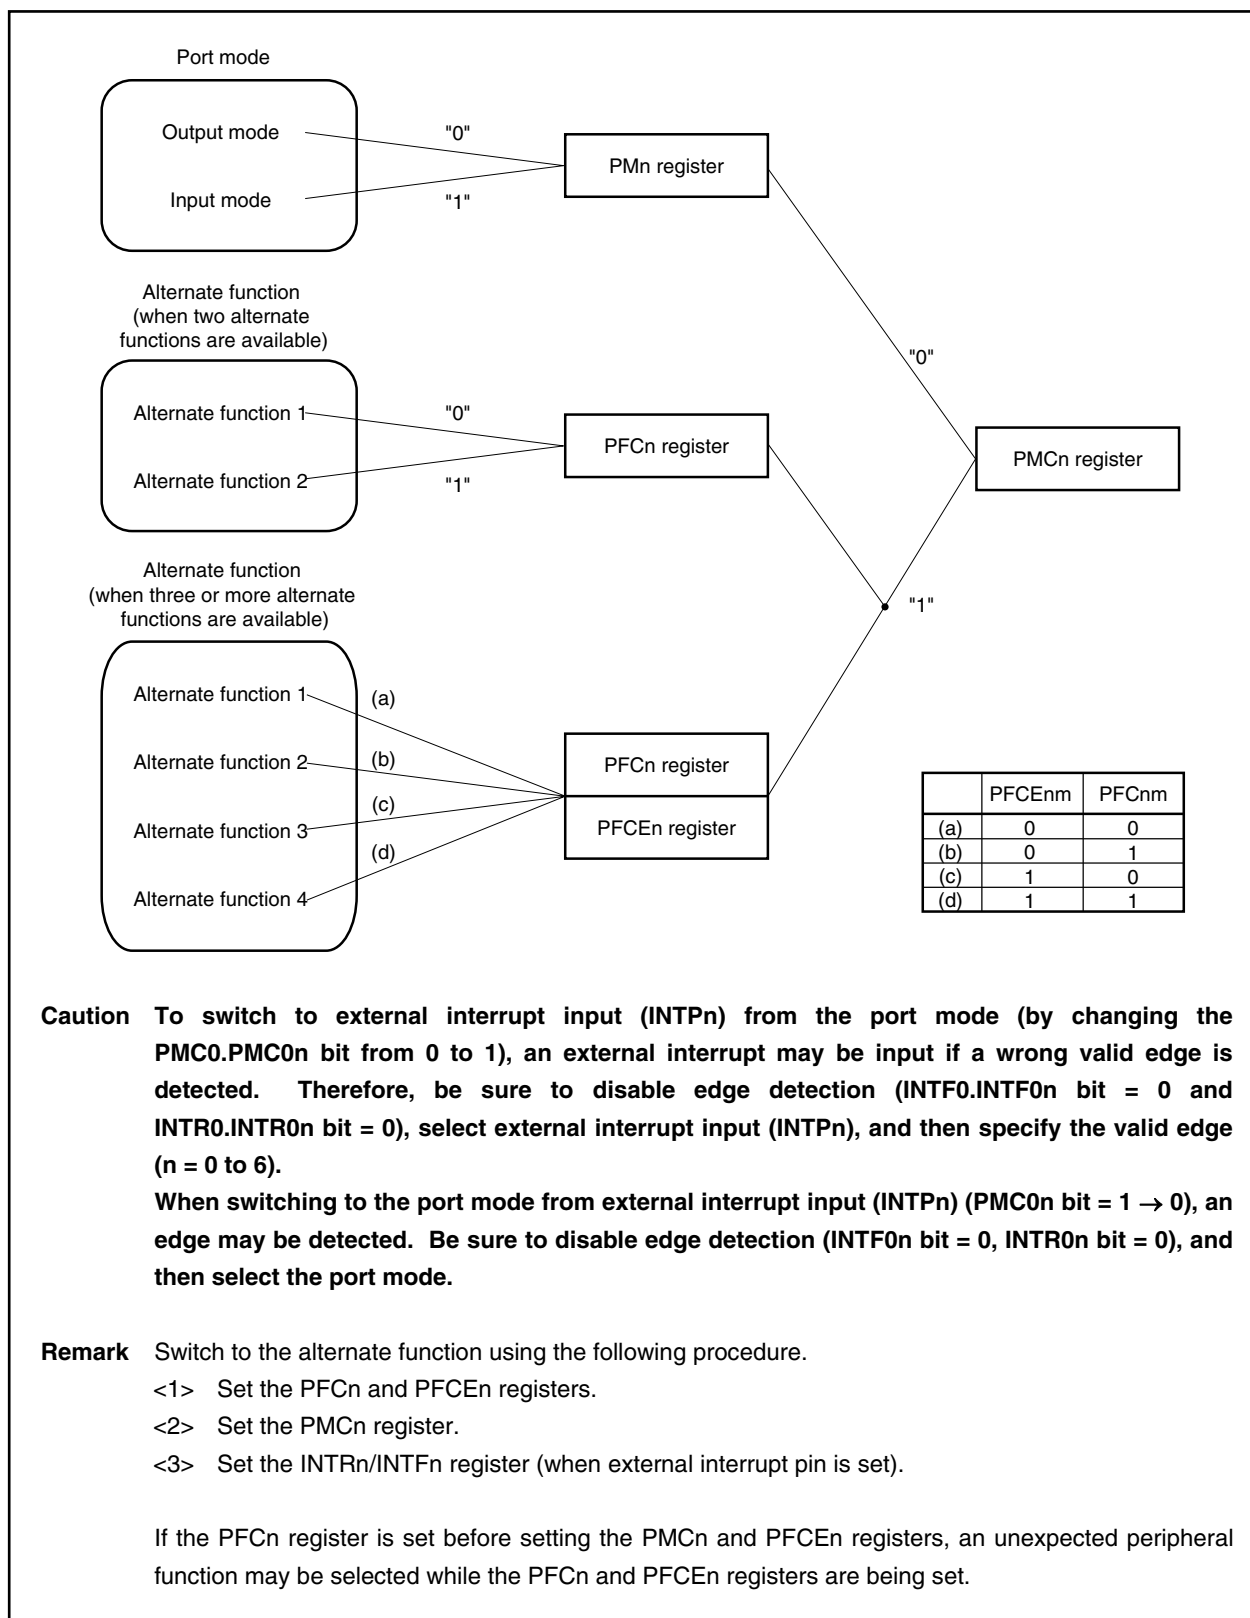 Port mode
Output mode
"0"
PMn register
Input mode
"1"
Alternate function
(when two alternate
functions are available)
"0"
Alternate function 1
"0"
PFCn register
PMCn register
Alternate function 2
"1"
Alternate function
(when three or more alternate
functions are available)
"1"
Alternate function 1
(a)
Alternate function 2
(b)
PFCn register
(c)
Alternate function 3
PFCEn register
(d)
Alternate function 4
PFCEnm PFCnm
(a) 0 0
(b) 0 1
(c) 1 0
(d) 1 1
Caution To switch to external interrupt input (INTPn) from the port mode (by changing the
PMC0.PMC0n bit from 0 to 1), an external interrupt may be input if a wrong valid edge is
detected. Therefore, be sure to disable edge detection (INTF0.INTF0n bit = 0 and
INTR0.INTR0n bit = 0), select external interrupt input (INTPn), and then specify the valid edge
(n = 0 to 6).
When switching to the port mode from external interrupt input (INTPn) (PMC0n bit = 1 → 0), an
edge may be detected. Be sure to disable edge detection (INTF0n bit = 0, INTR0n bit = 0), and
then select the port mode.
Remark Switch to the alternate function using the following procedure.
<1> Set the PFCn and PFCEn registers.
<2> Set the PMCn register.
<3> Set the INTRn/INTFn register (when external interrupt pin is set).
If the PFCn register is set before setting the PMCn and PFCEn registers, an unexpected peripheral
function may be selected while the PFCn and PFCEn registers are being set.